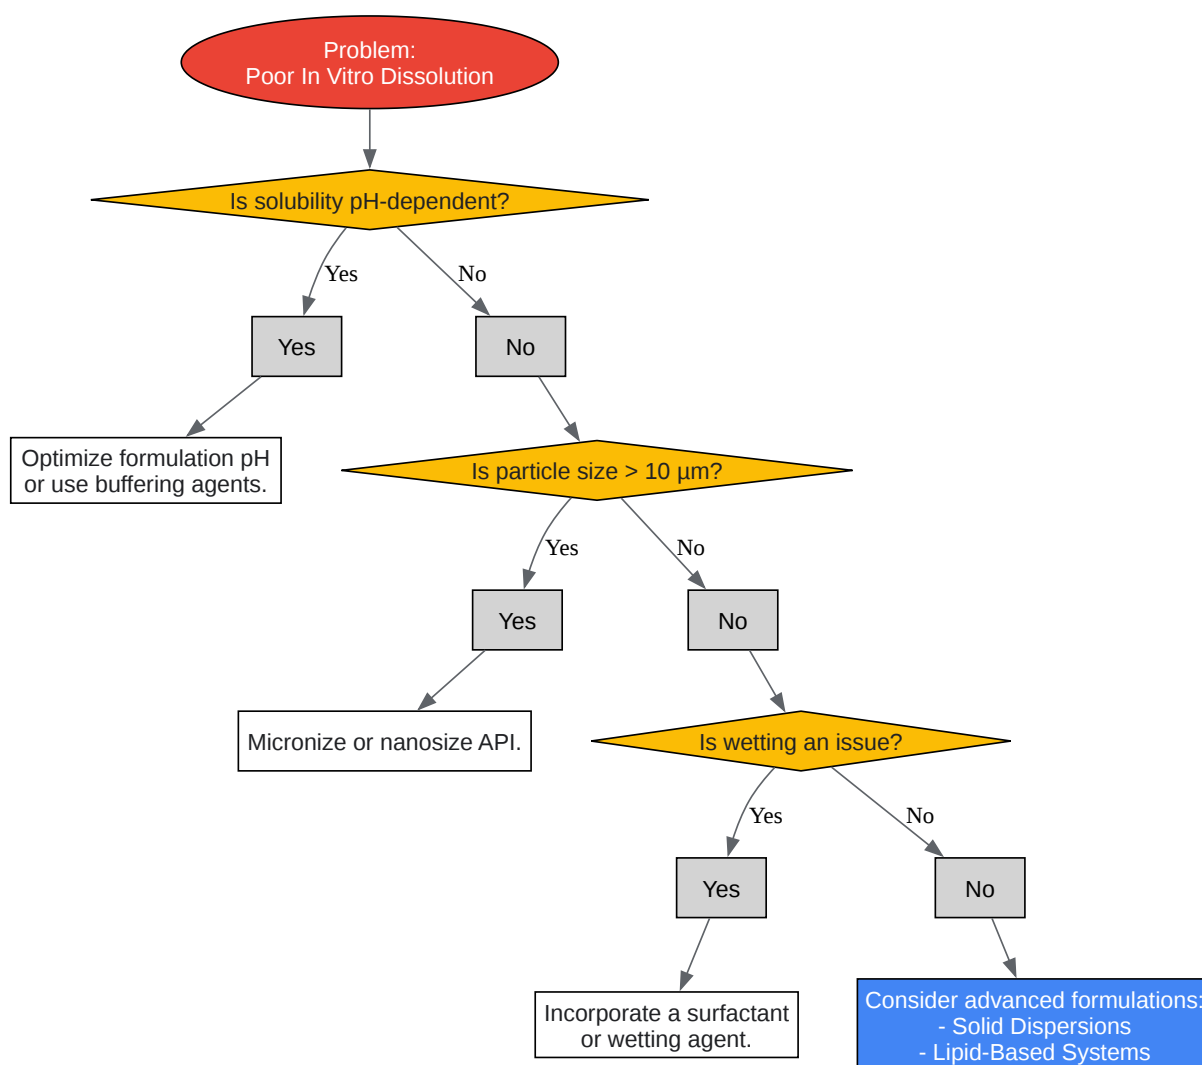 Problem:
Poor In Vitro Dissolution
Is solubility pH-dependent?
Yes
No
Yes
No
Optimize formulation pH
or use buffering agents.
Is particle size > 10 µm?
Yes
No
Yes
No
Micronize or nanosize API.
Is wetting an issue?
Yes
No
Yes
No
Incorporate a surfactant
or wetting agent.
Consider advanced formulations:
- Solid Dispersions
- Lipid-Based Systems